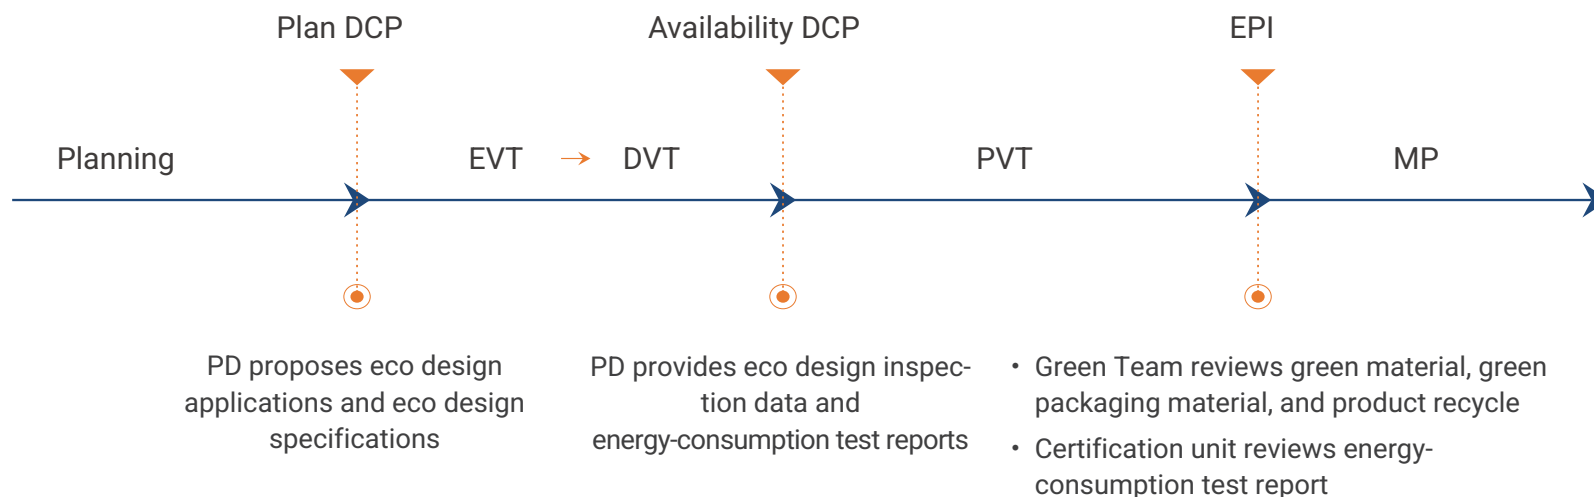 Plan DCP
Availability DCP
EPI
Planning
EVT → DVT
PVT
MP
PD proposes eco design
applications and eco design
specifications
PD provides eco design inspec-
tion data and
energy-consumption test reports
• Green Team reviews green material, green
packaging material, and product recycle
• Certification unit reviews energy-
consumption test report